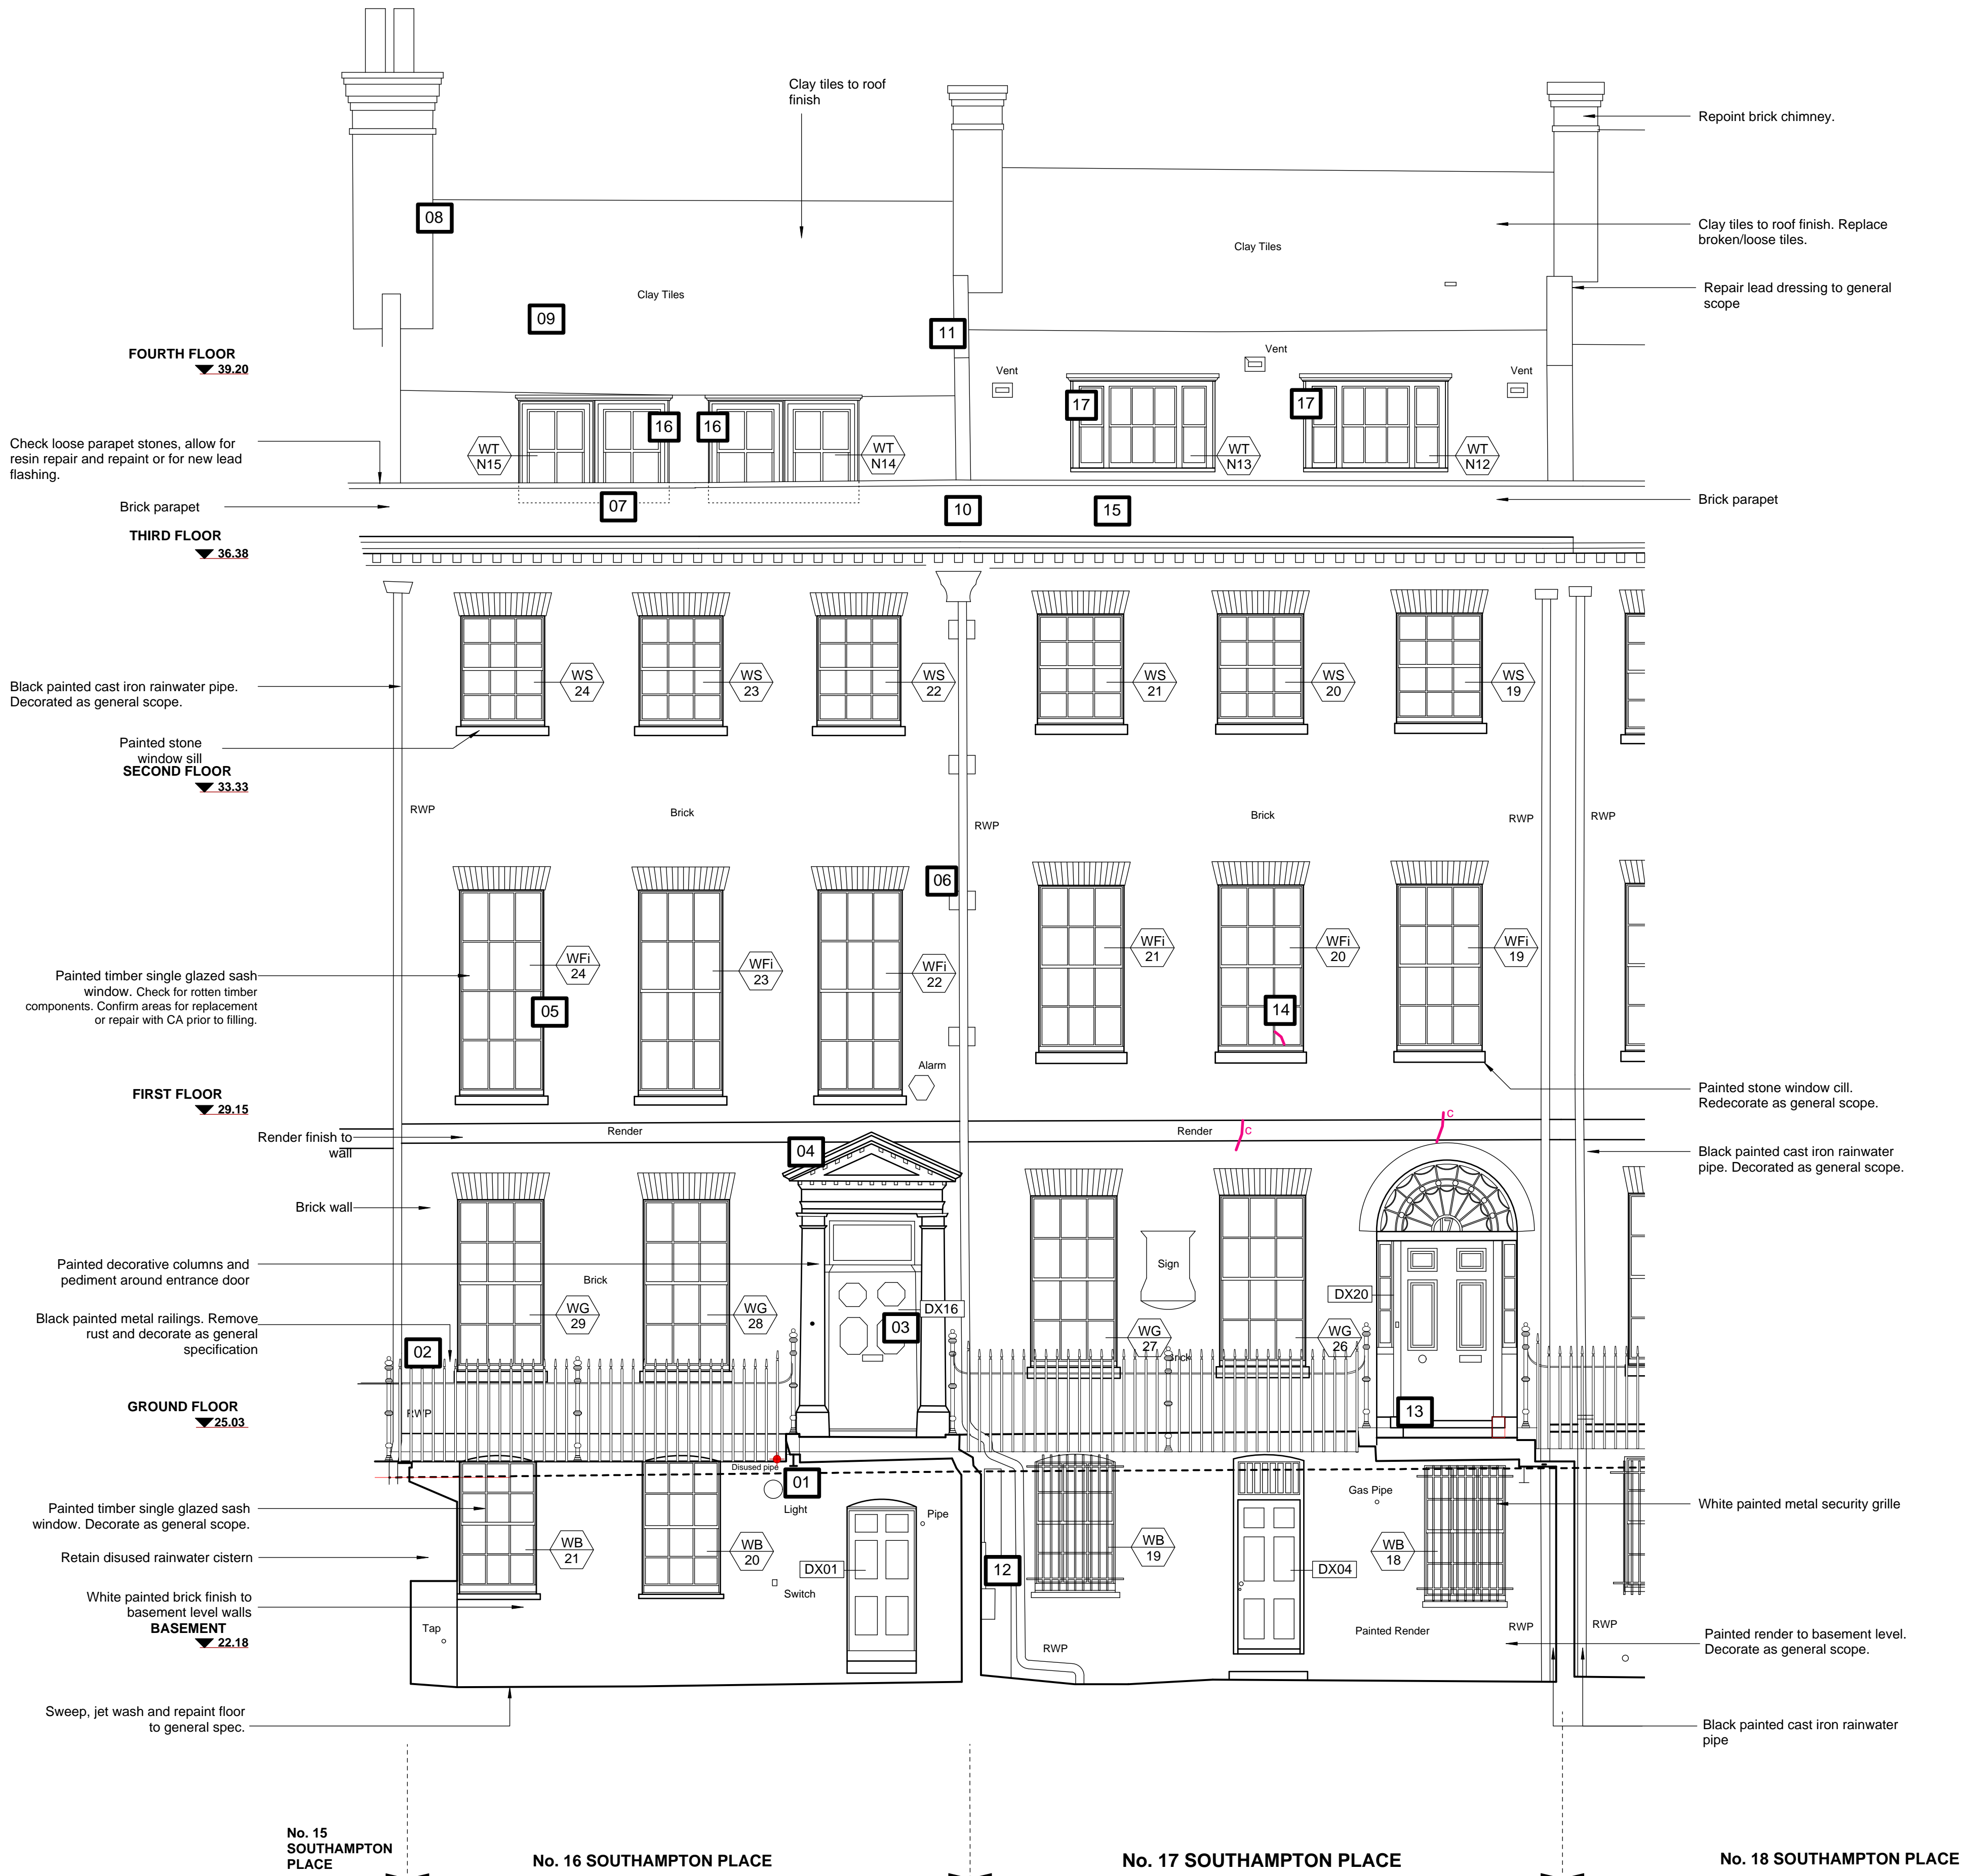 Clay tiles to roof
finish
Repoint brick chimney.
08
Clay tiles to roof finish. Replace
broken/loose tiles.
Clay Tiles
Clay Tiles
Repair lead dressing to general
scope
09
11
FOURTH FLOOR
39.20
Vent
Vent
Vent
17
17
16
16
Check loose parapet stones, allow for
resin repair and repaint or for new lead
flashing.
WT
N15
WT
N14
WT
N13
WT
N12
Brick parapet
07
10
15
Brick parapet
THIRD FLOOR
36.38
Black painted cast iron rainwater pipe.
Decorated as general scope.
WS
24
WS
23
WS
22
WS
21
WS
20
WS
19
Painted stone
window sill
SECOND FLOOR
33.33
RWP
Brick
RWP
Brick
RWP
RWP
06
Painted timber single glazed sash
window. Check for rotten timber
components. Confirm areas for replacement
or repair with CA prior to filling.
WFi
24
WFi
23
WFi
22
WFi
21
WFi
20
WFi
19
05
14
Alarm
FIRST FLOOR
29.15
Painted stone window cill.
Redecorate as general scope.
C
C
Render finish to
wall
Render
Render
04
Black painted cast iron rainwater
pipe. Decorated as general scope.
Brick wall
17
Painted decorative columns and
pediment around entrance door
Brick
Sign
DX16
DX20
Black painted metal railings. Remove
rust and decorate as general
specification
WG
29
WG
28
03
WG
27
WG
26
Brick
02
GROUND FLOOR
25.03
RWP
13
Disused pipe
01
Light
Gas Pipe
Pipe
Painted timber single glazed sash
window. Decorate as general scope.
White painted metal security grille
WB
21
WB
20
WB
19
WB
18
Retain disused rainwater cistern
DX01
12
DX04
Switch
White painted brick finish to
basement level walls
BASEMENT
22.18
Tap
RWP
Painted Render
RWP
RWP
Painted render to basement level.
Decorate as general scope.
Sweep, jet wash and repaint floor
to general spec.
Black painted cast iron rainwater
pipe
No. 15
SOUTHAMPTON
PLACE
No. 16 SOUTHAMPTON PLACE
No. 17 SOUTHAMPTON PLACE
No. 18 SOUTHAMPTON PLACE